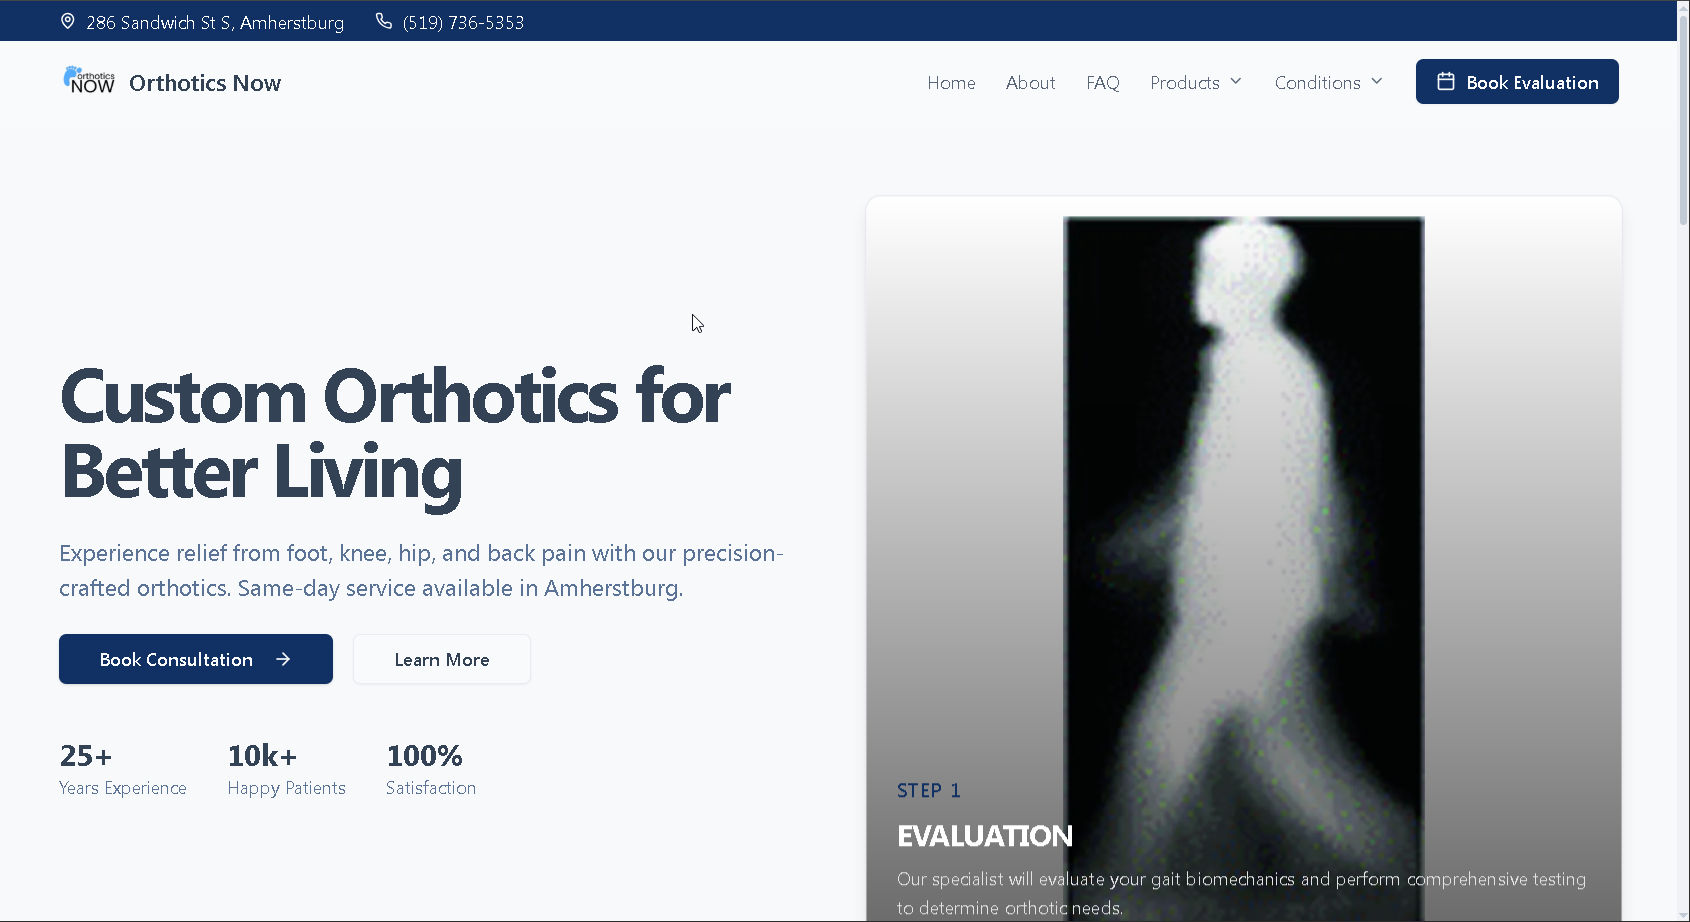 286 Sandwich St S, Amherstburg
(519) 736-5353
orthotics
NOW
Orthotics Now
Home
About
FAQ
Products
Conditions
Book Evaluation
Custom Orthotics for
Better Living
Experience relief from foot, knee, hip, and back pain with our precision-
crafted orthotics. Same-day service available in Amherstburg.
Book Consultation
Learn More
25+
Years Experience
10k+
Happy Patients
100%
Satisfaction
STEP 1
EVALUATION
Our specialist will evaluate your gait biomechanics and perform comprehensive testing
to determine orthotic needs.